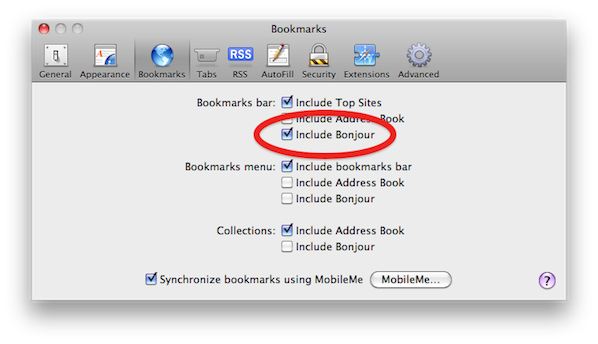 Bookmarks
General Appearance Bookmarks Tabs RSS AutoFill Security Extensions Advanced
RSS
Bookmarks bar: Include Top Sites
Include Address Book
Include Bonjour
Bookmarks menu: Include bookmarks bar
Include Address Book
Include Bonjour
Collections: Include Address Book
Include Bonjour
Synchronize bookmarks using MobileMe MobileMe... ?